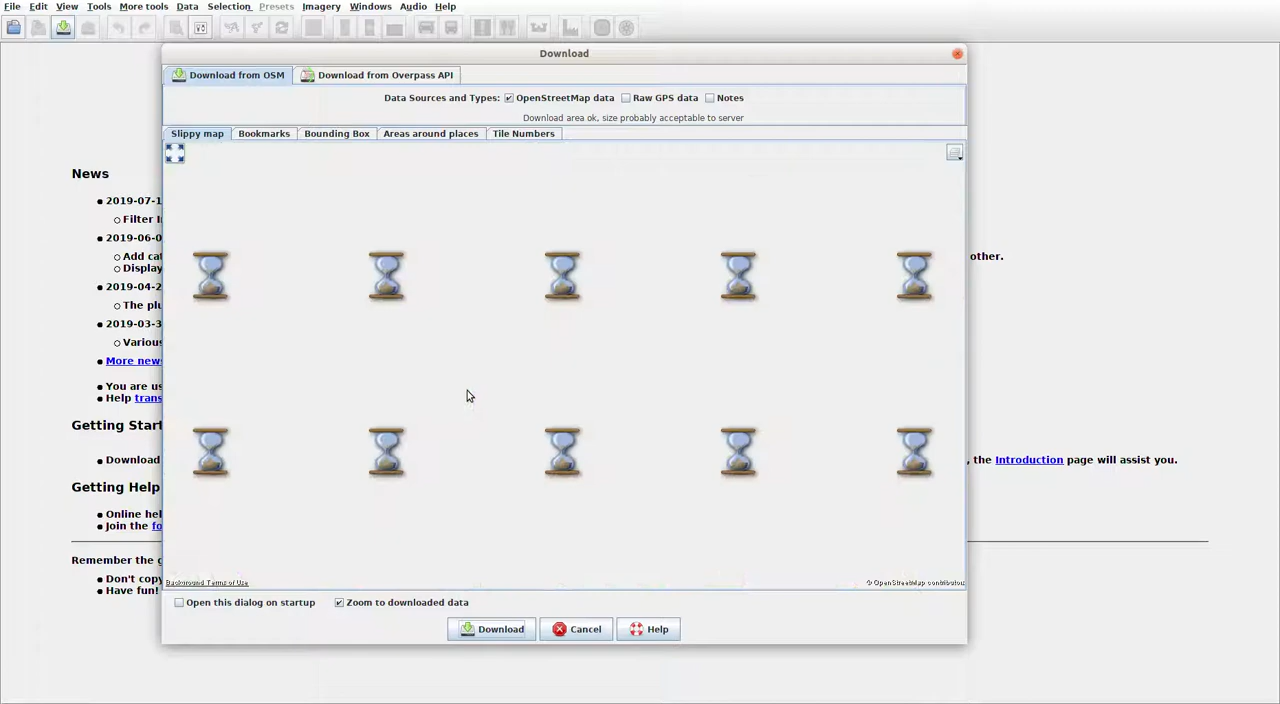 File Edit View Tools More tools Data Selection Presets Imagery Windows Audio Help
Download
Download from OSM Download from Overpass API
Data Sources and Types: OpenStreetMap data Raw GPS data Notes
Download area ok, size probably acceptable to server
Slippy map Bookmarks Bounding Box Areas around places Tile Numbers
News
2019-07-1
Filter I
2019-06-0
Add cat other.
Display
2019-04-2
The plu
2019-03-3
Various
More news
You are us
Help trans
Getting Start
Download , the Introduction page will assist you.
Getting Help
Online hel
Join the fo
Remember the g
Don't copy
Have fun!
Background Terms of Use © OpenStreetMap contributors
Open this dialog on startup Zoom to downloaded data
Download Cancel Help